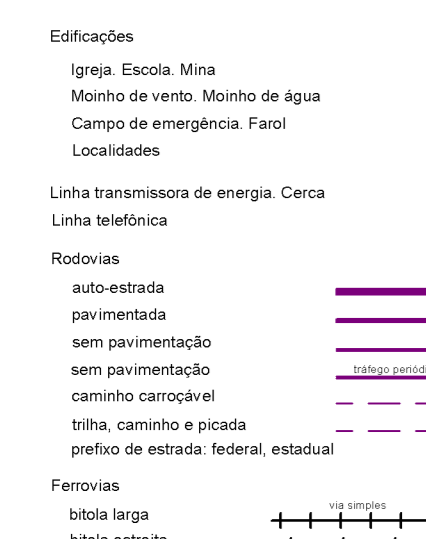 Edificações
Igreja. Escola. Mina
Moinho de vento. Moinho de água
Campo de emergência. Farol
Localidades
Linha transmissora de energia. Cerca
Linha telefônica
Rodovias
auto-estrada
pavimentada
sem pavimentação
sem pavimentação tráfego
caminho carroçável
trilha, caminho e picada
prefixo de estrada: federal, estadual
Ferrovias
via simples
bitola larga
bitola